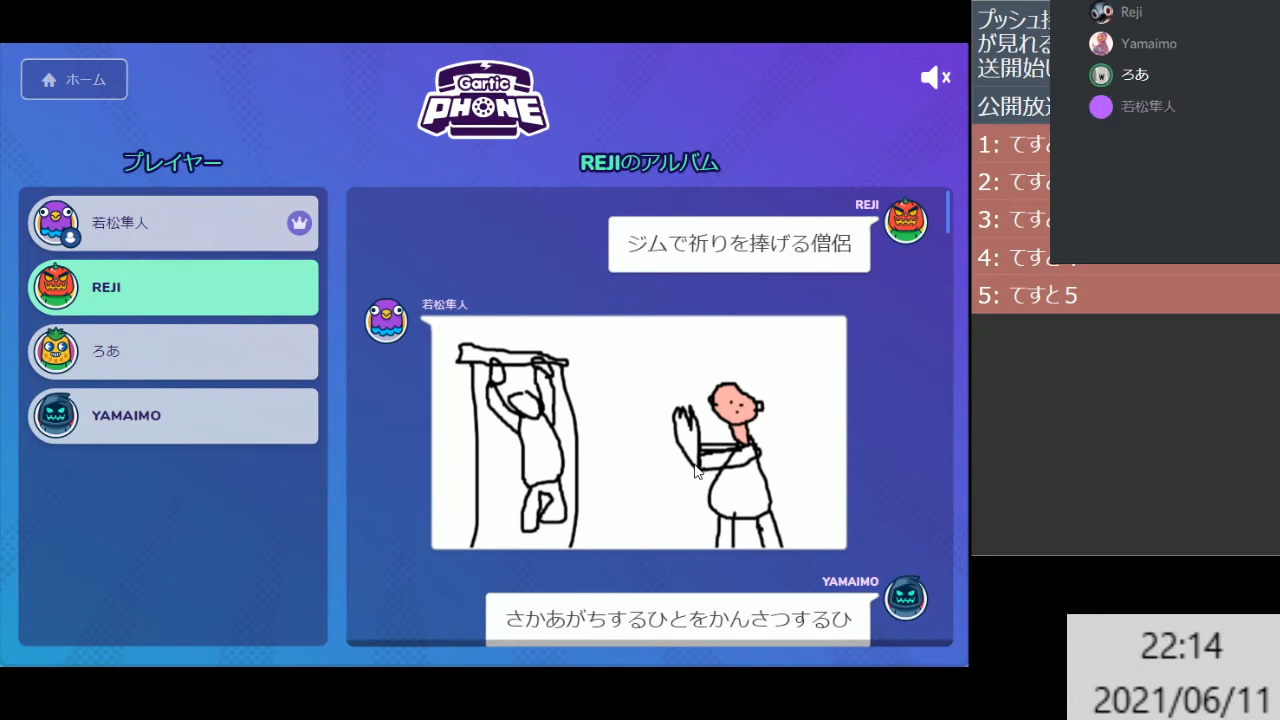 ホーム
Gartic
PHONE
プレイヤー
若松隼人
REJI
ろあ
YAMAIMO
REJIのアルバム
REJI
ジムで祈りを捧げる僧侶
若松隼人
YAMAIMO
さかあがちするひとをかんさつするひ
プッシュ
が見れる
送開始
公開放
1: てす
2: てす
3: てす
4: てす
5: てすと5
Reji
Yamaimo
ろあ
若松隼人
22:14
2021/06/11